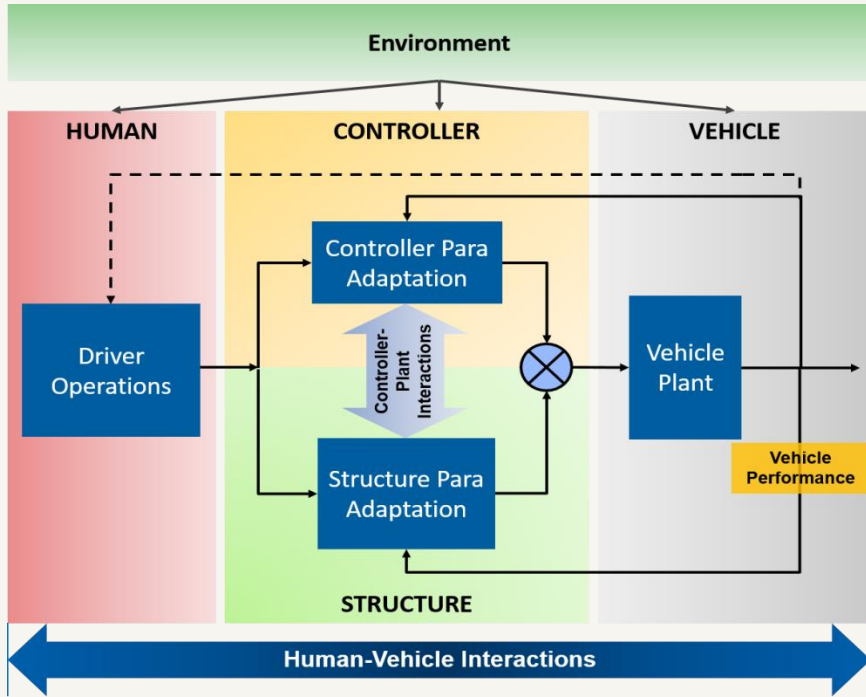 Environment
HUMAN
CONTROLLER
VEHICLE
Controller Para
Adaptation
Driver
Operations
Controller-
Plant
Interactions
Vehicle
Plant
Structure Para
Adaptation
Vehicle
Performance
STRUCTURE
Human-Vehicle Interactions